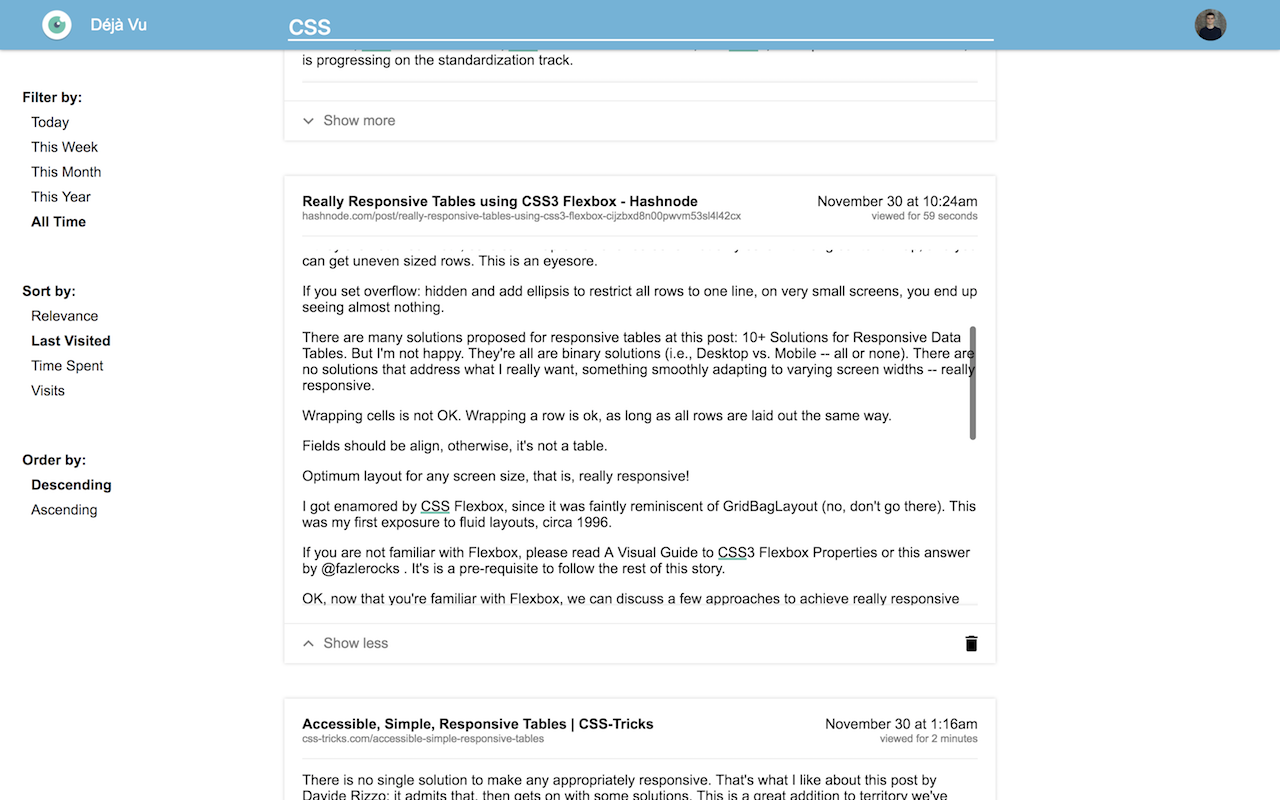 Déjà Vu
CSS
is progressing on the standardization track.
Show more
Filter by:
Today
This Week
This Month
This Year
All Time
Sort by:
Relevance
Last Visited
Time Spent
Visits
Order by:
Descending
Ascending
Really Responsive Tables using CSS3 Flexbox - Hashnode
November 30 at 10:24am
hashnode.com/post/really-responsive-tables-using-css3-flexbox-cijzbxd8n00pwvm53sl4l42cx
viewed for 59 seconds
can get uneven sized rows. This is an eyesore.
If you set overflow: hidden and add ellipsis to restrict all rows to one line, on very small screens, you end up
seeing almost nothing.
There are many solutions proposed for responsive tables at this post: 10+ Solutions for Responsive Data
Tables. But I'm not happy. They're all are binary solutions (i.e., Desktop vs. Mobile -- all or none). There are
no solutions that address what I really want, something smoothly adapting to varying screen widths -- really
responsive.
Wrapping cells is not OK. Wrapping a row is ok, as long as all rows are laid out the same way.
Fields should be align, otherwise, it's not a table.
Optimum layout for any screen size, that is, really responsive!
I got enamored by CSS Flexbox, since it was faintly reminiscent of GridBagLayout (no, don't go there). This
was my first exposure to fluid layouts, circa 1996.
If you are not familiar with Flexbox, please read A Visual Guide to CSS3 Flexbox Properties or this answer
by @fazlerocks . It's is a pre-requisite to follow the rest of this story.
OK, now that you're familiar with Flexbox, we can discuss a few approaches to achieve really responsive
Show less
Accessible, Simple, Responsive Tables | CSS-Tricks
November 30 at 1:16am
css-tricks.com/accessible-simple-responsive-tables
viewed for 2 minutes
There is no single solution to make any appropriately responsive. That's what I like about this post by
Davide Rizzo: it admits that, then gets on with some solutions. This is a great addition to territory we've